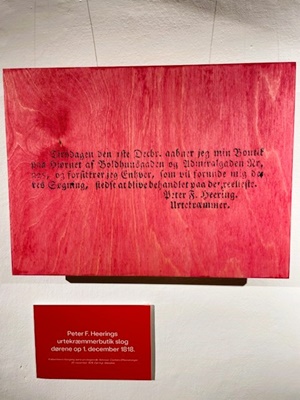 Tirsdagen den 1ste Decbr. aabner jeg min Boutik
paa Hjørnet af Boldhuusgaden og Admiralgaden No.
og forsikkrer jeg Enhver, som vil forunde mig de-
res Søgning, stedse at blive behandlet paa det reelleste.
Peter F. Heering,
Urtekræmmer.
Peter F. Heerings
urtekræmmerbutik slog
dørene op 1. december 1818.